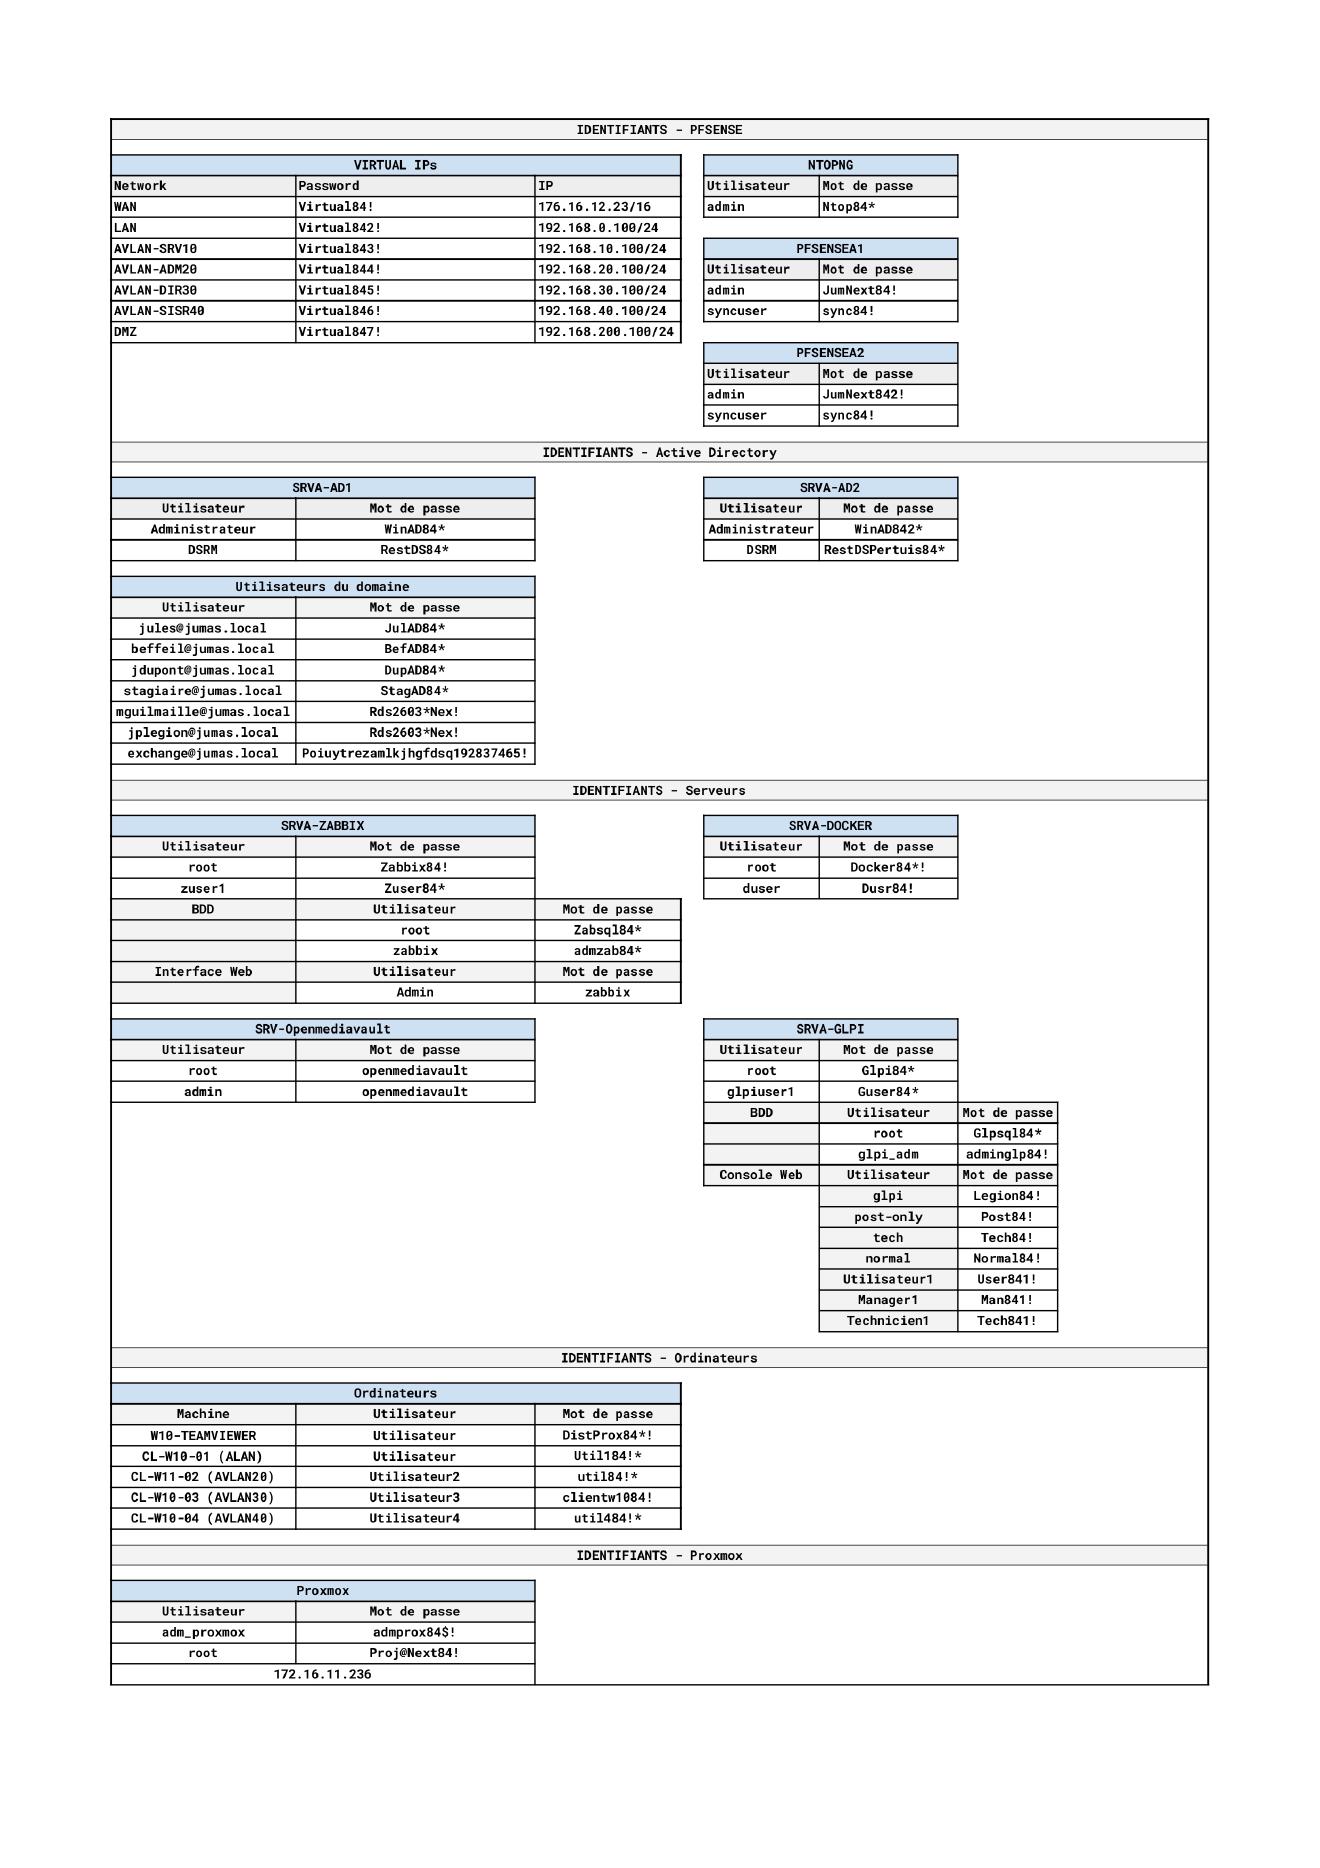 IDENTIFIANTS - PFSENSE
VIRTUAL IPs
Network Password IP
WAN Virtual84! 176.16.12.23/16
LAN Virtual842! 192.168.0.100/24
AVLAN-SRV10 Virtual843! 192.168.10.100/24
AVLAN-ADM20 Virtual844! 192.168.20.100/24
AVLAN-DIR30 Virtual845! 192.168.30.100/24
AVLAN-SISR40 Virtual846! 192.168.40.100/24
DMZ Virtual847! 192.168.200.100/24
NTOPNG
Utilisateur Mot de passe
admin Ntop84*
PFSENSEA1
Utilisateur Mot de passe
admin JumNext84!
syncuser sync84!
PFSENSEA2
Utilisateur Mot de passe
admin JumNext842!
syncuser sync84!
IDENTIFIANTS - Active Directory
SRVA-AD1
Utilisateur Mot de passe
Administrateur WinAD84*
DSRM RestDS84*
SRVA-AD2
Utilisateur Mot de passe
Administrateur WinAD842*
DSRM RestDSPertuis84*
Utilisateurs du domaine
Utilisateur Mot de passe
jules@jumas.local JulAD84*
beffeil@jumas.local BefAD84*
jdupont@jumas.local DupAD84*
stagiaire@jumas.local StagAD84*
mguilmaille@jumas.local Rds2603*Nex!
jplegion@jumas.local Rds2603*Nex!
exchange@jumas.local Poiuytrezamlkjhgfdsq192837465!
IDENTIFIANTS - Serveurs
SRVA-ZABBIX
Utilisateur Mot de passe
root Zabbix84!
zuser1 Zuser84*
BDD Utilisateur Mot de passe
root Zabsql84*
zabbix admzab84*
Interface Web Utilisateur Mot de passe
Admin zabbix
SRVA-DOCKER
Utilisateur Mot de passe
root Docker84*!
duser Dusr84!
SRV-Openmediavault
Utilisateur Mot de passe
root openmediavault
admin openmediavault
SRVA-GLPI
Utilisateur Mot de passe
root Glpi84*
glpiuser1 Guser84*
BDD Utilisateur Mot de passe
root Glpsql84*
glpi_adm adminglp84!
Console Web Utilisateur Mot de passe
glpi Legion84!
post-only Post84!
tech Tech84!
normal Normal84!
Utilisateur1 User841!
Manager1 Man841!
Technicien1 Tech841!
IDENTIFIANTS - Ordinateurs
Ordinateurs
Machine Utilisateur Mot de passe
W10-TEAMVIEWER Utilisateur DistProx84*!
CL-W10-01 (ALAN) Utilisateur Util184!*
CL-W11-02 (AVLAN20) Utilisateur2 util84!*
CL-W10-03 (AVLAN30) Utilisateur3 clientw1084!
CL-W10-04 (AVLAN40) Utilisateur4 util484!*
IDENTIFIANTS - Proxmox
Proxmox
Utilisateur Mot de passe
adm_proxmox admprox84$!
root Proj@Next84!
172.16.11.236